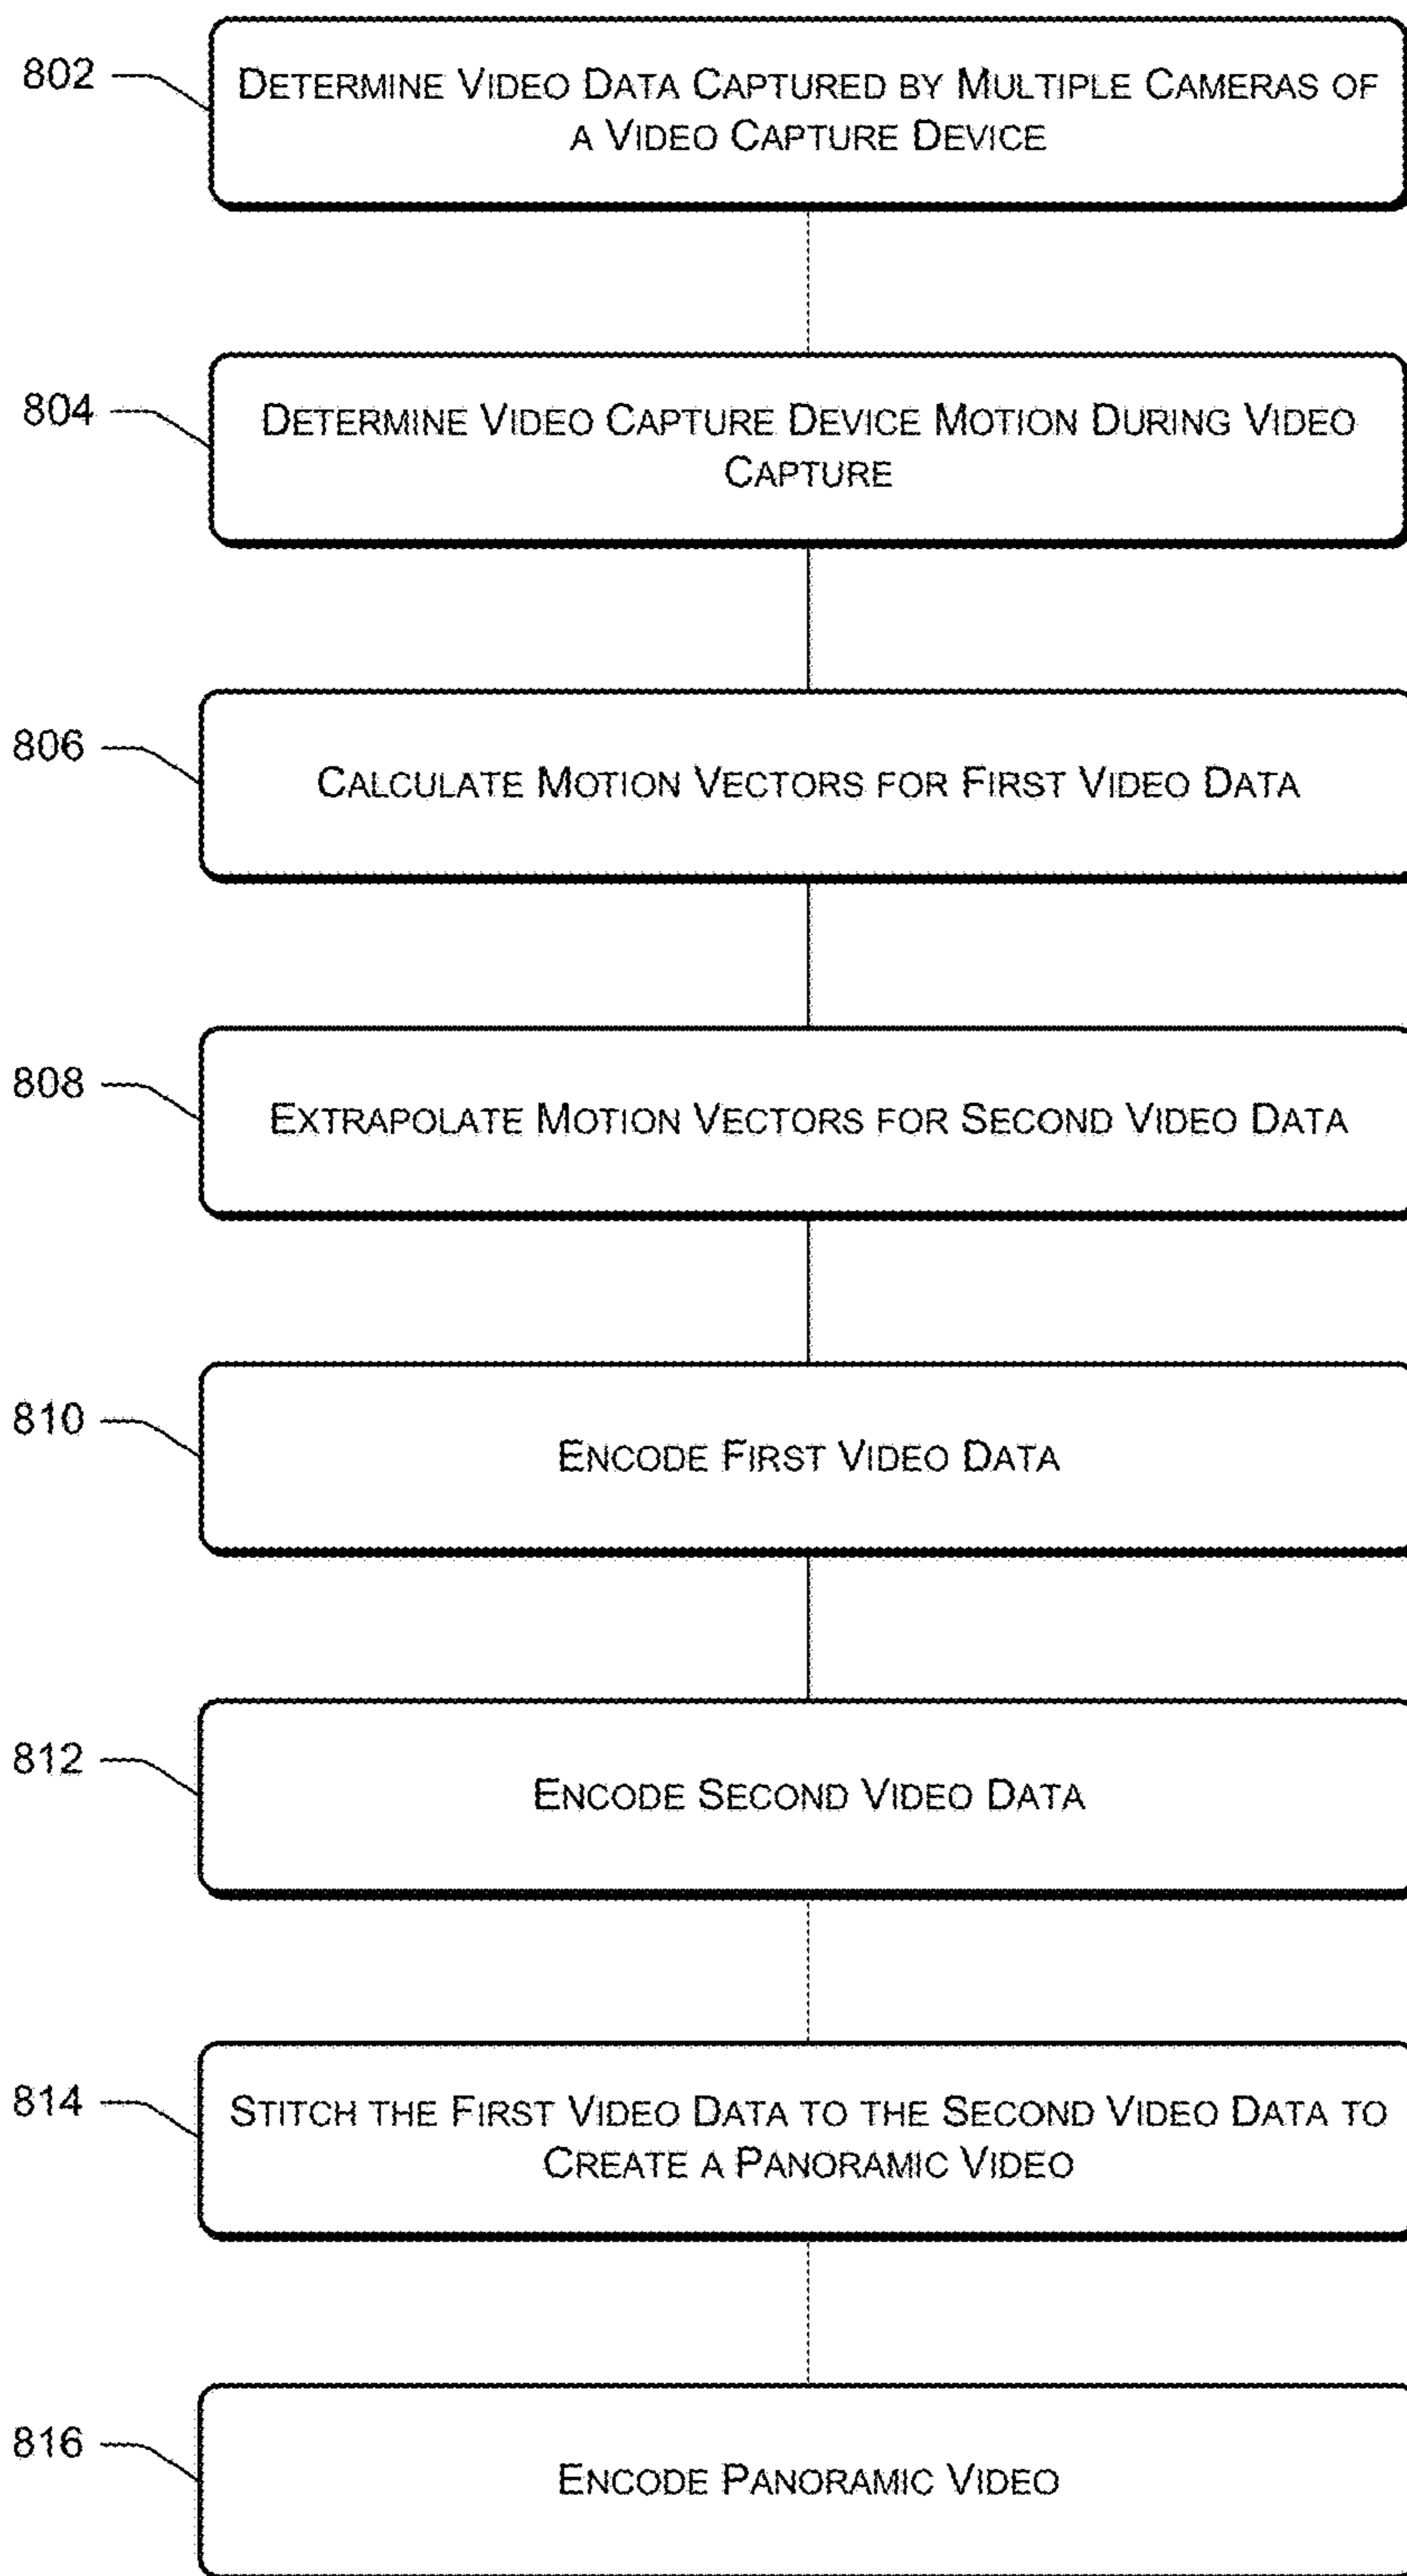 802
DETERMINE VIDEO DATA CAPTURED BY MULTIPLE CAMERAS OF
A VIDEO CAPTURE DEVICE
804
DETERMINE VIDEO CAPTURE DEVICE MOTION DURING VIDEO
CAPTURE
806
CALCULATE MOTION VECTORS FOR FIRST VIDEO DATA
808
EXTRAPOLATE MOTION VECTORS FOR SECOND VIDEO DATA
810
ENCODE FIRST VIDEO DATA
812
ENCODE SECOND VIDEO DATA
814
STITCH THE FIRST VIDEO DATA TO THE SECOND VIDEO DATA TO
CREATE A PANORAMIC VIDEO
816
ENCODE PANORAMIC VIDEO